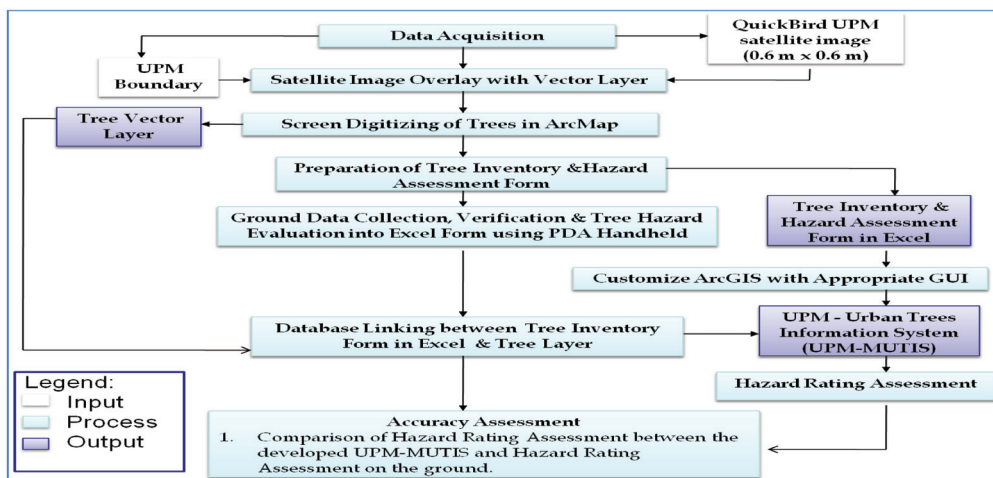 Data Acquisition
QuickBird UPM
satellite image
(0.6 m x 0.6 m)
UPM
Boundary
Satellite Image Overlay with Vector Layer
Tree Vector
Layer
Screen Digitizing of Trees in ArcMap
Preparation of Tree Inventory &Hazard
Assessment Form
Tree Inventory &
Hazard Assessment
Form in Excel
Ground Data Collection, Verification & Tree Hazard
Evaluation into Excel Form using PDA Handheld
Customize ArcGIS with Appropriate GUI
Database Linking between Tree Inventory
Form in Excel & Tree Layer
UPM - Urban Trees
Information System
(UPM-MUTIS)
Hazard Rating Assessment
Legend:
Input
Process
Output
Accuracy Assessment
1. Comparison of Hazard Rating Assessment between the
developed UPM-MUTIS and Hazard Rating
Assessment on the ground.